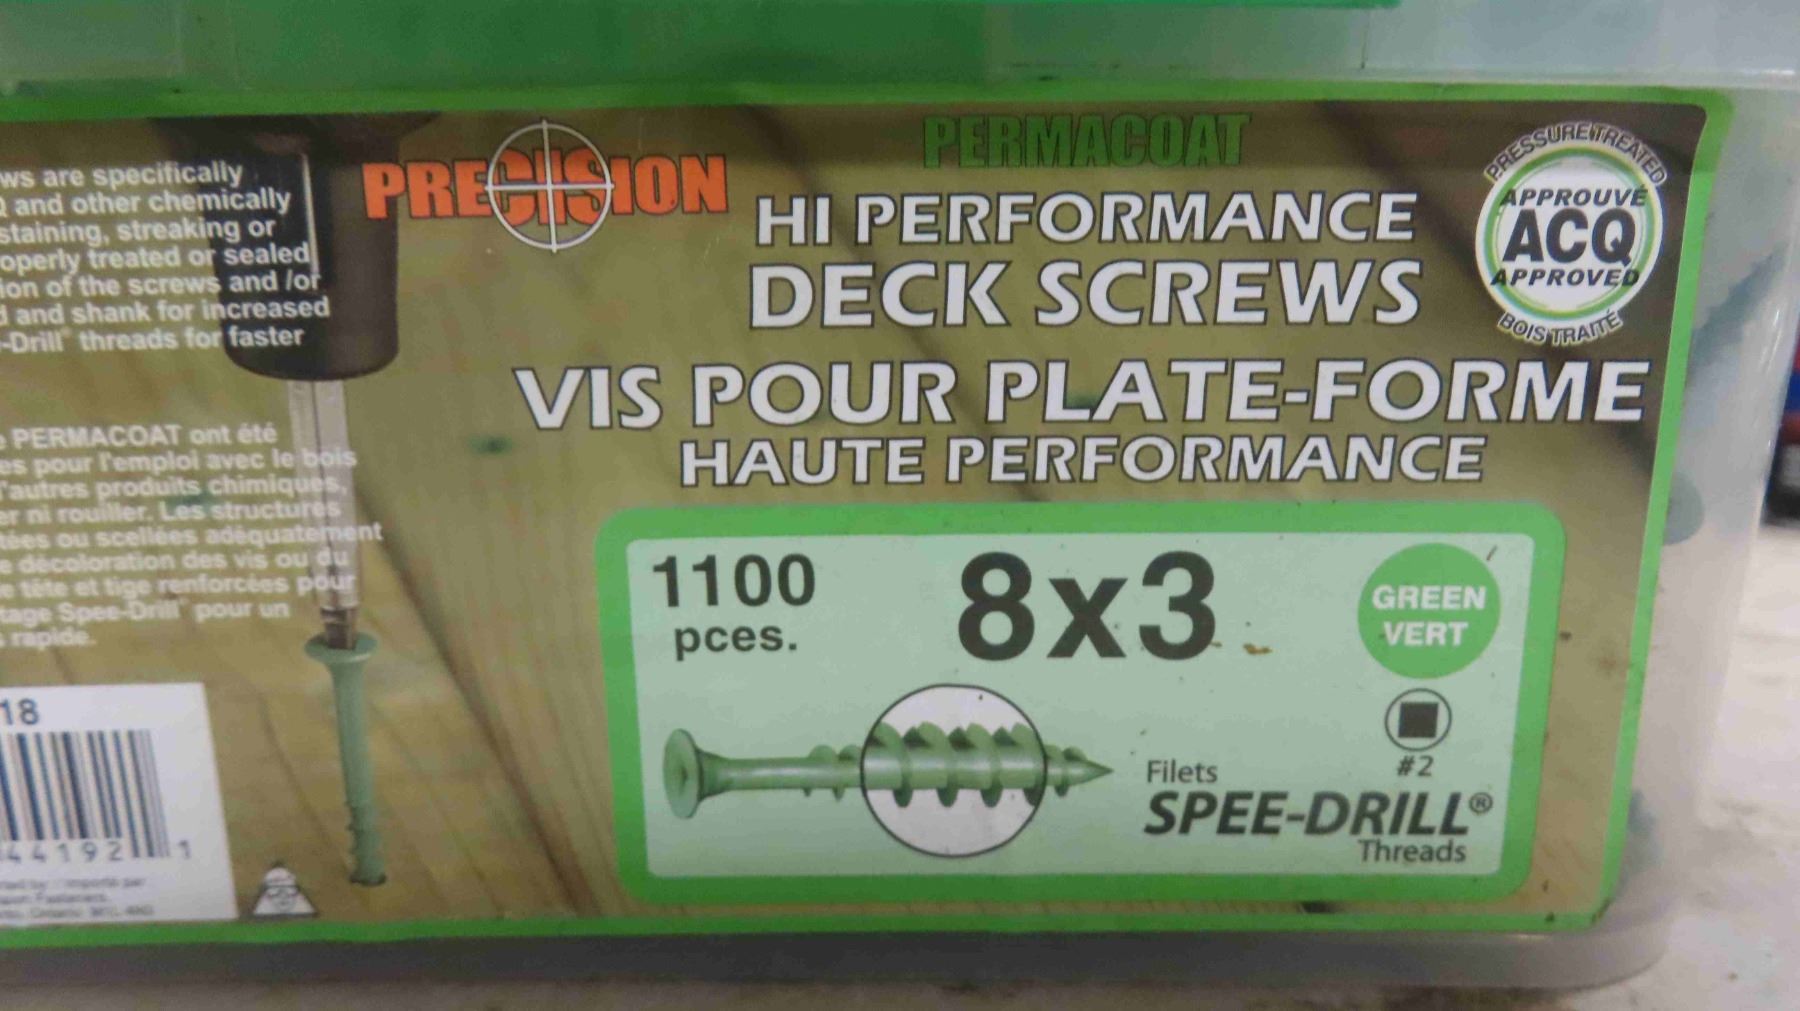 ws are specifically
and other chemically
staining, streaking or
operly treated or sealed
ion of the screws and /or
and shank for increased
-Drill® threads for faster
PERMACOAT ont été
es pour l'emploi avec le bois
'autres produits chimiques,
er ni rouiller. Les structures
tées ou scellées adéquatement
e décoloration des vis ou du
e tête et tige renforcées pour
tage Spee-Drill® pour un
s rapide.
18
44192 1
PRECISION
PERMACOAT
HI PERFORMANCE
DECK SCREWS
VIS POUR PLATE-FORME
HAUTE PERFORMANCE
PRESSURE TREATED
APPROUVÉ
ACQ
APPROVED
BOIS TRAITÉ
1100
pces.
8x3
GREEN
VERT
#2
Filets
SPEE-DRILL®
Threads